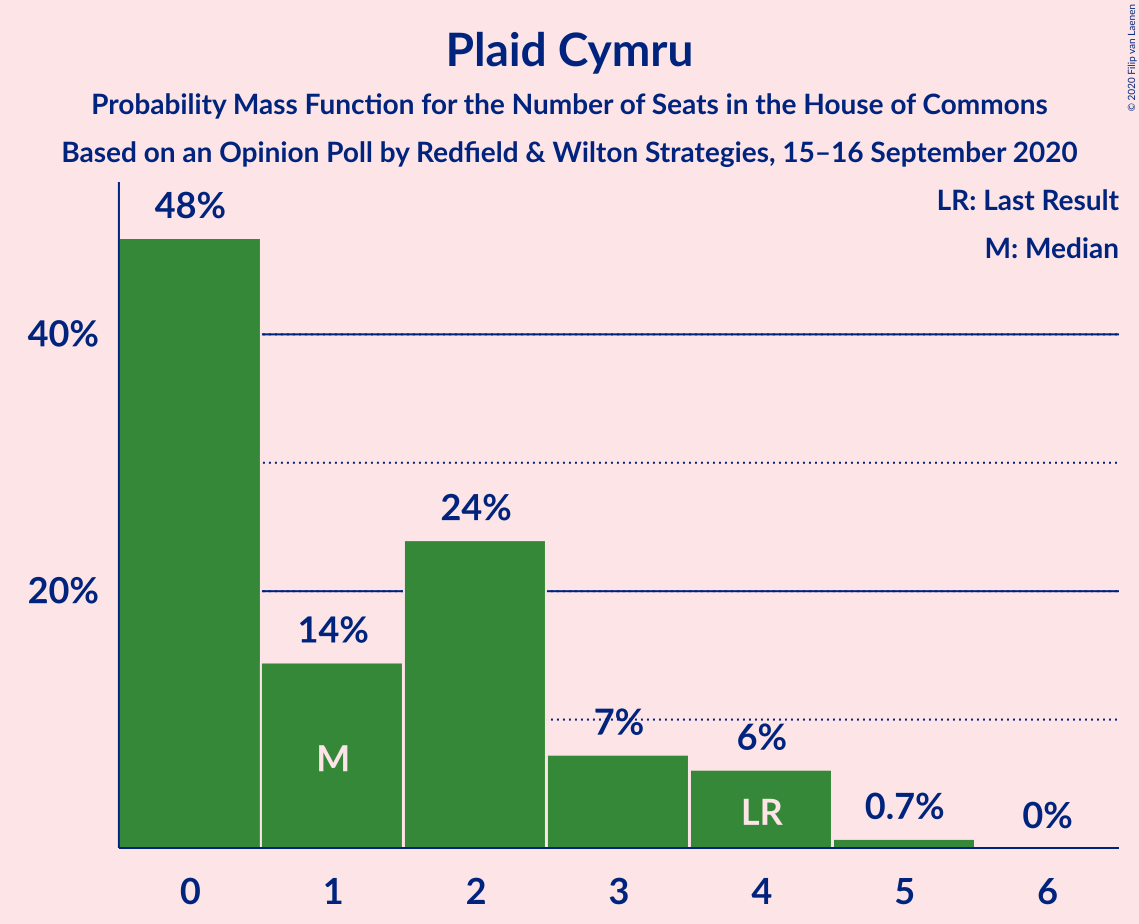 Plaid Cymru
Probability Mass Function for the Number of Seats in the House of Commons
Based on an Opinion Poll by Redfield & Wilton Strategies, 15–16 September 2020
© 2020 Filip van Laenen
LR: Last Result
M: Median
48%
40%
24%
20%
14%
7%
6%
M
LR
0.7%
0%
0 1 2 3 4 5 6